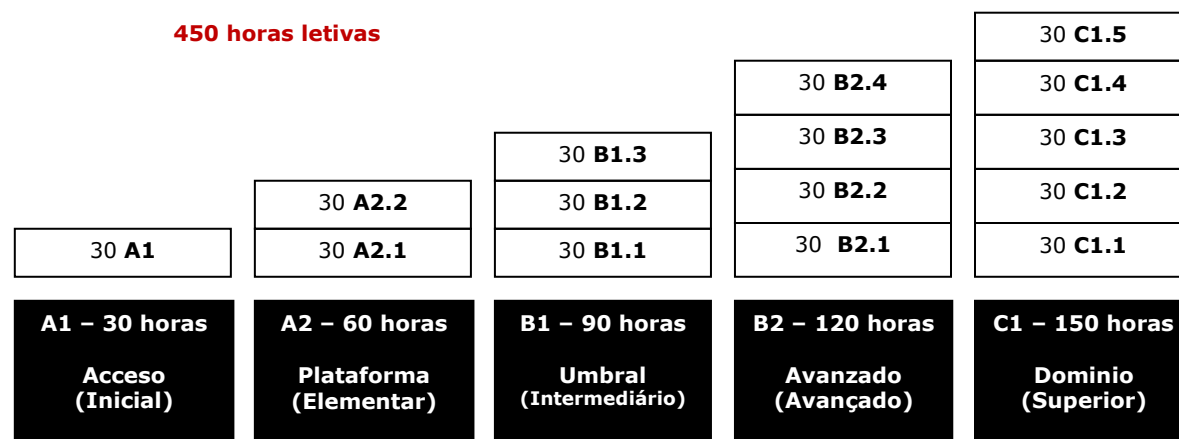 450 horas letivas
30 C1.5
30 B2.4
30 C1.4
30 B2.3
30 C1.3
30 B1.3
30 A2.2
30 B1.2
30 B2.2
30 C1.2
30 A1
30 A2.1
30 B1.1
30 B2.1
30 C1.1
A1 – 30 horas
Acceso
(Inicial)
A2 – 60 horas
Plataforma
(Elementar)
B1 – 90 horas
Umbral
(Intermediário)
B2 – 120 horas
Avanzado
(Avançado)
C1 – 150 horas
Dominio
(Superior)